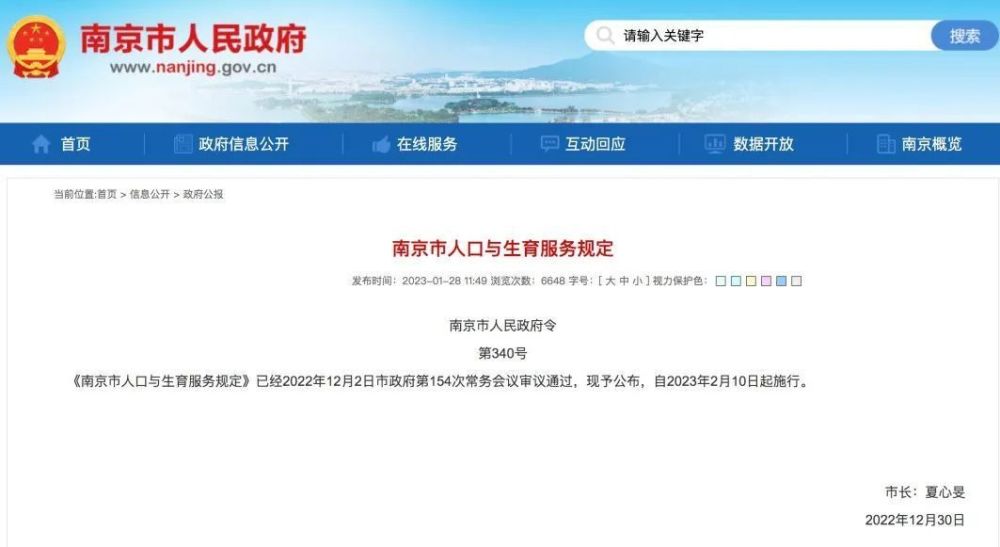 南京市人民政府
www.nanjing.gov.cn
请输入关键字
搜索
首页
政府信息公开
在线服务
互动回应
数据开放
南京概览
当前位置:首页 > 信息公开 > 政府公报
南京市人口与生育服务规定
发布时间：2023-01-28 11:49 浏览次数：6648 字号：[ 大 中 小 ] 视力保护色：
南京市人民政府令
第340号
《南京市人口与生育服务规定》已经2022年12月2日市政府第154次常务会议审议通过，现予公布，自2023年2月10日起施行。
市长：夏心旻
2022年12月30日